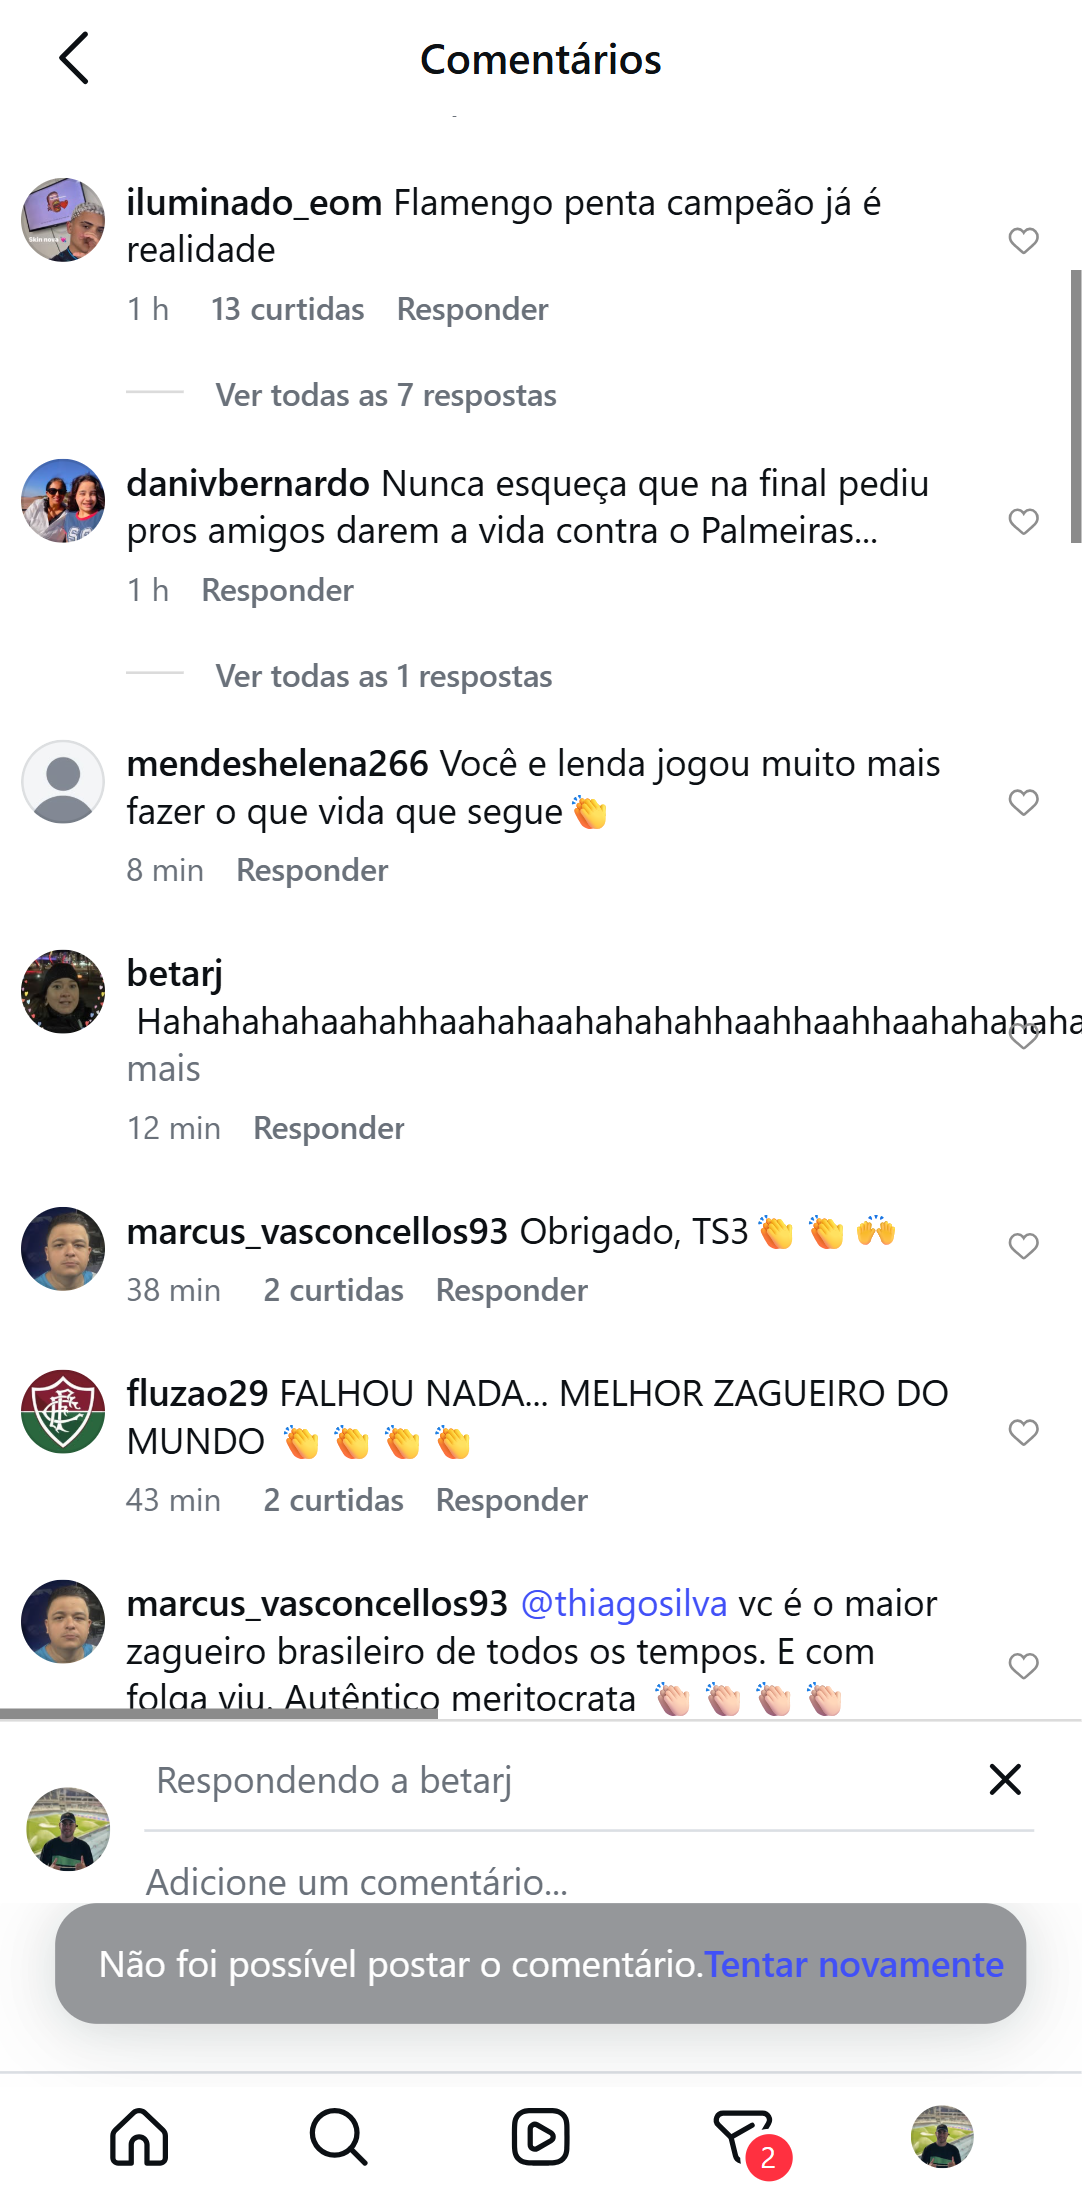 Comentários
iluminado_eom Flamengo penta campeão já é
realidade
1 h 13 curtidas Responder
Ver todas as 7 respostas
danivbernardo Nunca esqueça que na final pediu
pros amigos darem a vida contra o Palmeiras...
1 h Responder
Ver todas as 1 respostas
mendeshelena266 Você e lenda jogou muito mais
fazer o que vida que segue👏
8 min Responder
betarj
Hahahahahaahahhaahahaahahahahhaahhaahhaahahahaha
mais
12 min Responder
marcus_vasconcellos93 Obrigado, TS3👏👏🙌
38 min 2 curtidas Responder
fluzao29 FALHOU NADA... MELHOR ZAGUEIRO DO
MUNDO 👏👏👏👏
43 min 2 curtidas Responder
marcus_vasconcellos93 @thiagosilva vc é o maior
zagueiro brasileiro de todos os tempos. E com
folga viu. Autêntico meritocrata 👏🏻👏🏻👏🏻👏🏻
Respondendo a betarj
Adicione um comentário...
Não foi possível postar o comentário.Tentar novamente
2